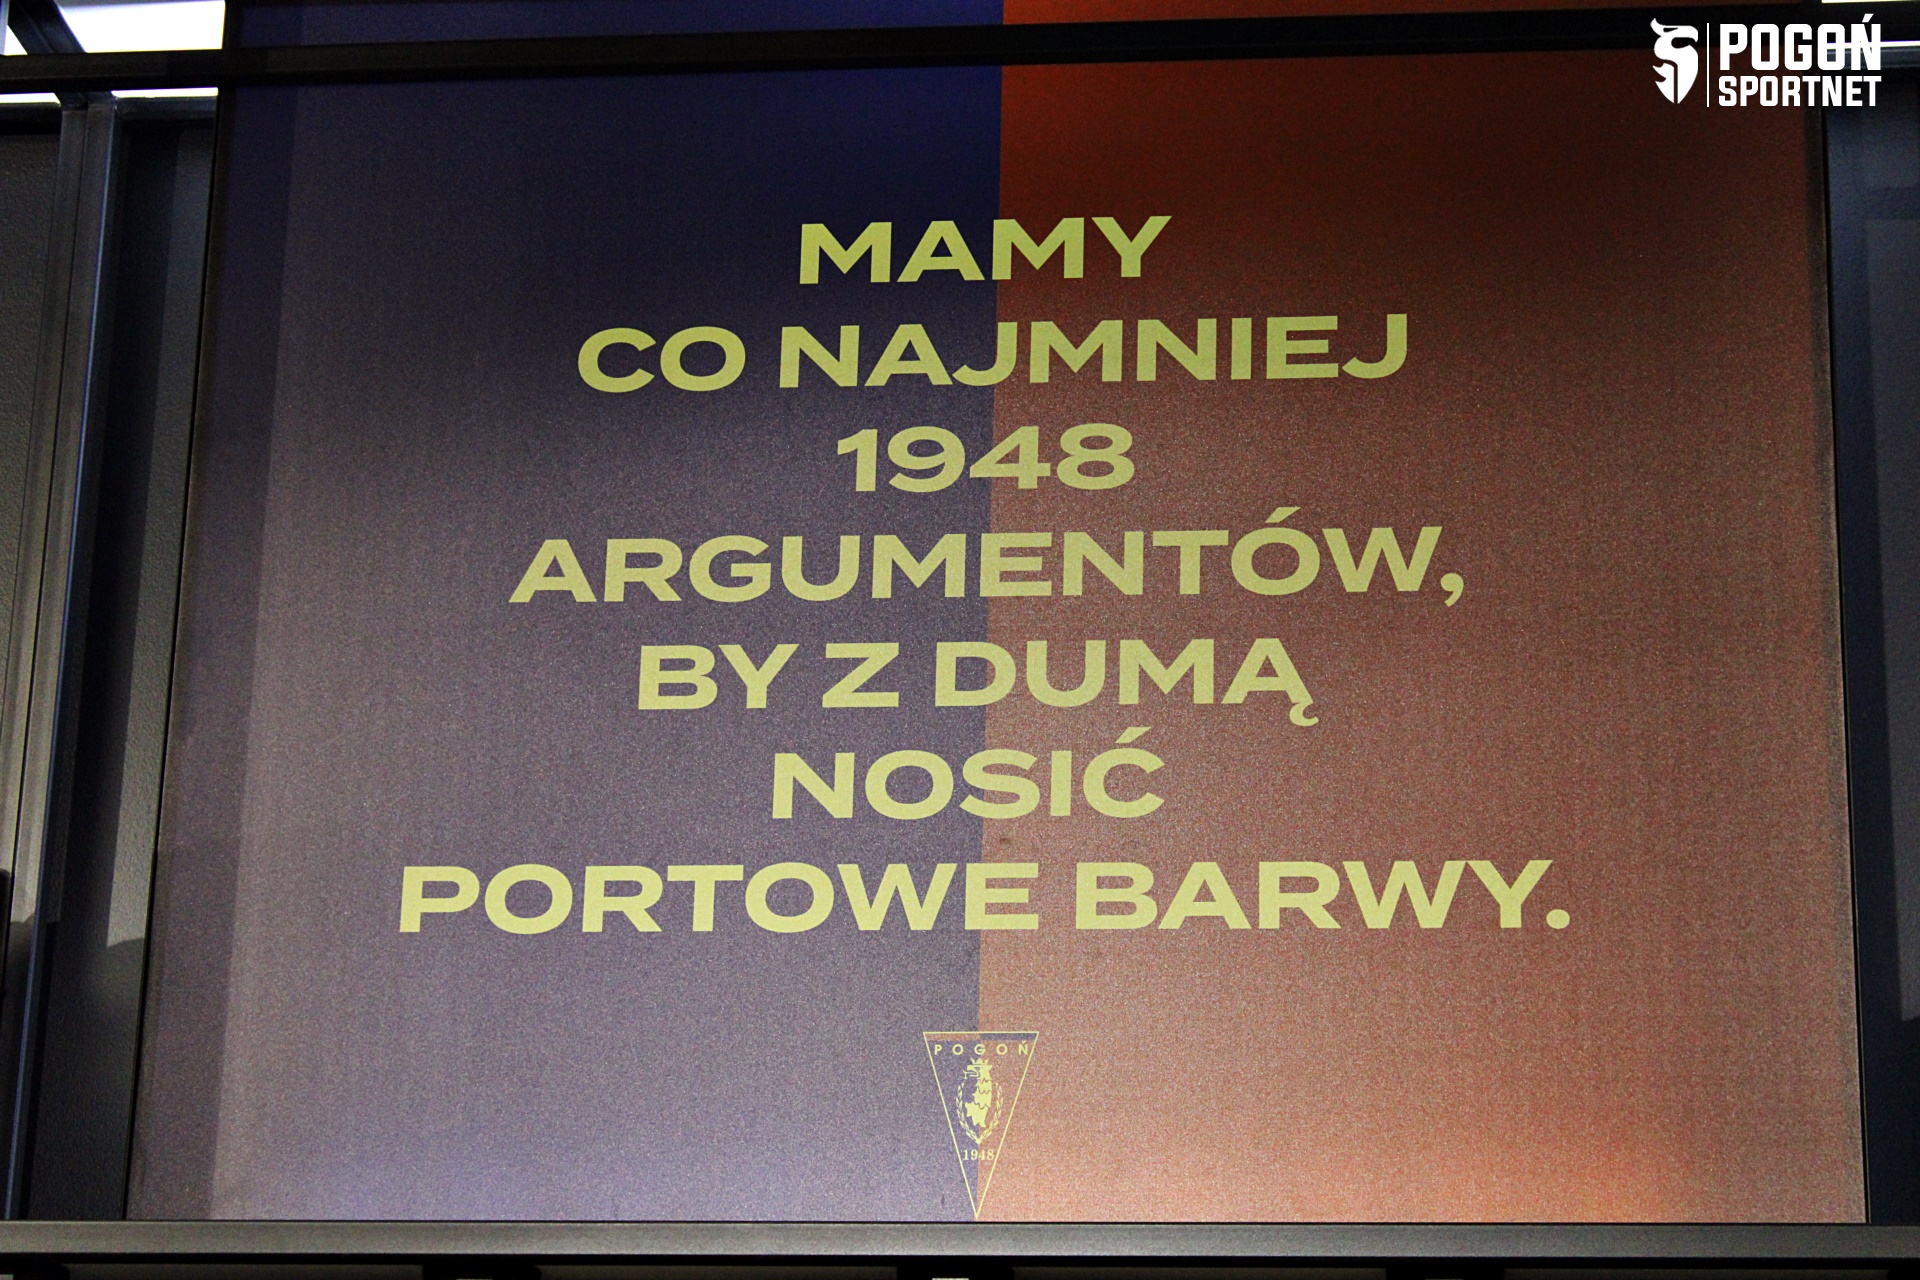 POGOŃ
SPORTNET
MAMY
CO NAJMNIEJ
1948
ARGUMENTÓW,
BY Z DUMĄ
NOSIĆ
PORTOWE BARWY.
POGOŃ
1948